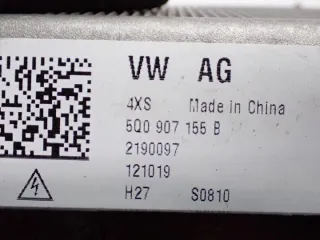 VW AG
4XS Made in China
5Q0 907 155 B
2190097
121019
H27 S0810